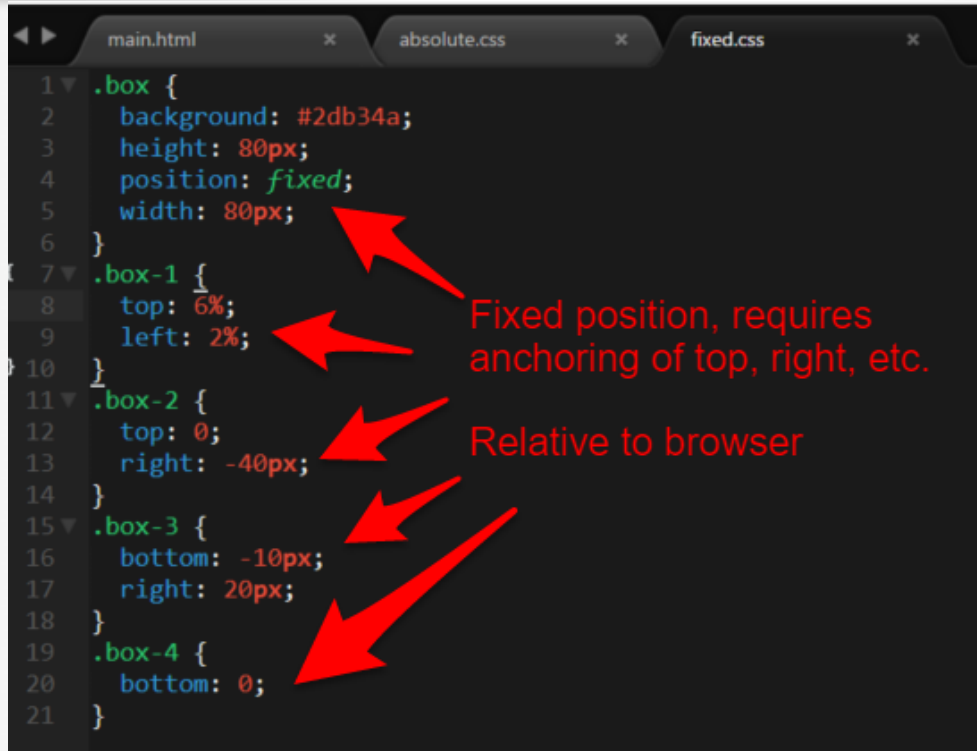 main.html × absolute.css × fixed.css ×
1 .box {
2 background: #2db34a;
3 height: 80px;
4 position: fixed;
5 width: 80px;
6 }
7 .box-1 {
8 top: 6%;
9 left: 2%;
10 }
11 .box-2 {
12 top: 0;
13 right: -40px;
14 }
15 .box-3 {
16 bottom: -10px;
17 right: 20px;
18 }
19 .box-4 {
20 bottom: 0;
21 }
Fixed position, requires
anchoring of top, right, etc.
Relative to browser